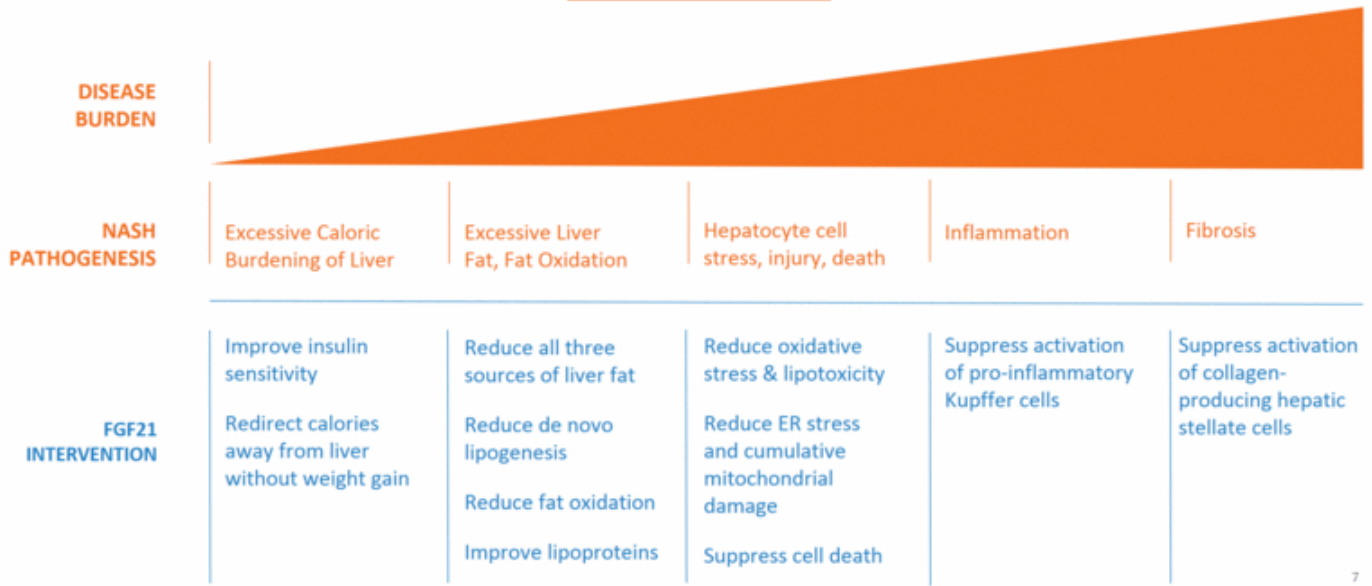 DISEASE
BURDEN
NASH
PATHOGENESIS
Excessive Caloric
Burdening of Liver
Excessive Liver
Fat, Fat Oxidation
Hepatocyte cell
stress, injury, death
Inflammation
Fibrosis
FGF21
INTERVENTION
Improve insulin
sensitivity
Redirect calories
away from liver
without weight gain
Reduce all three
sources of liver fat
Reduce de novo
lipogenesis
Reduce fat oxidation
Improve lipoproteins
Reduce oxidative
stress & lipotoxicity
Reduce ER stress
and cumulative
mitochondrial
damage
Suppress cell death
Suppress activation
of pro-inflammatory
Kupffer cells
Suppress activation
of collagen-
producing hepatic
stellate cells
7